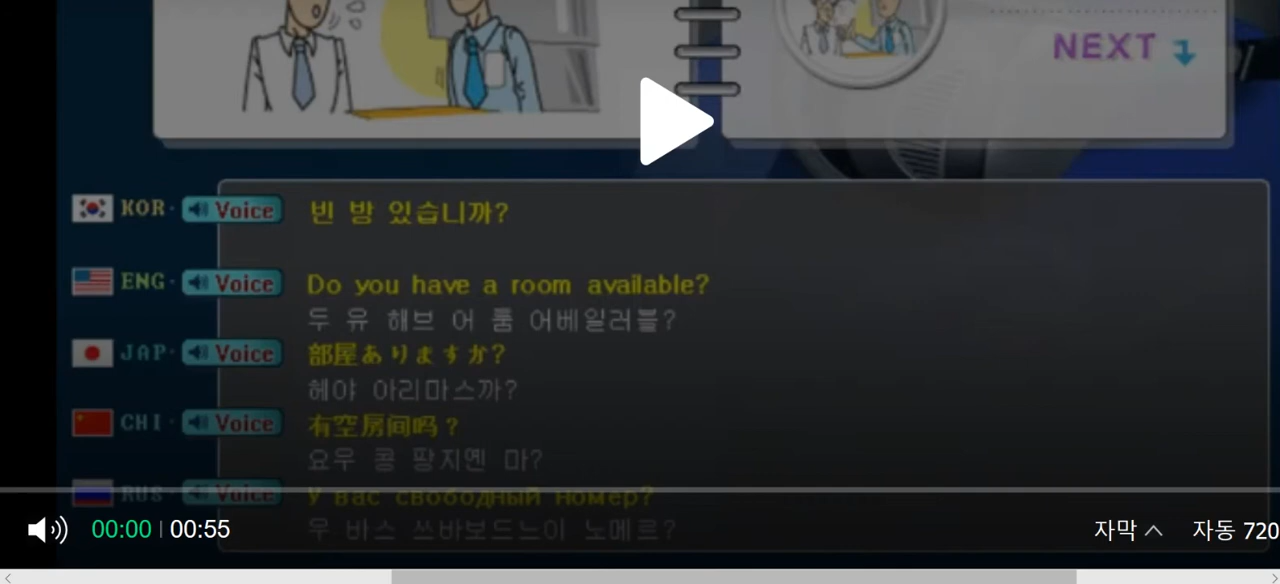 NEXT
KOR· Voice 빈 방 있습니까?
ENG· Voice Do you have a room available?
두 유 해브 어 룸 어베일러블?
JAP· Voice 部屋ありますか?
헤야 아리마스까?
CHI· Voice 有空房间吗?
요우 콩 팡지엔 마?
RUS· Voice У вас свободный номер?
우 바스 쓰바보드느이 노메르?
00:00 | 00:55 자막 자동 720